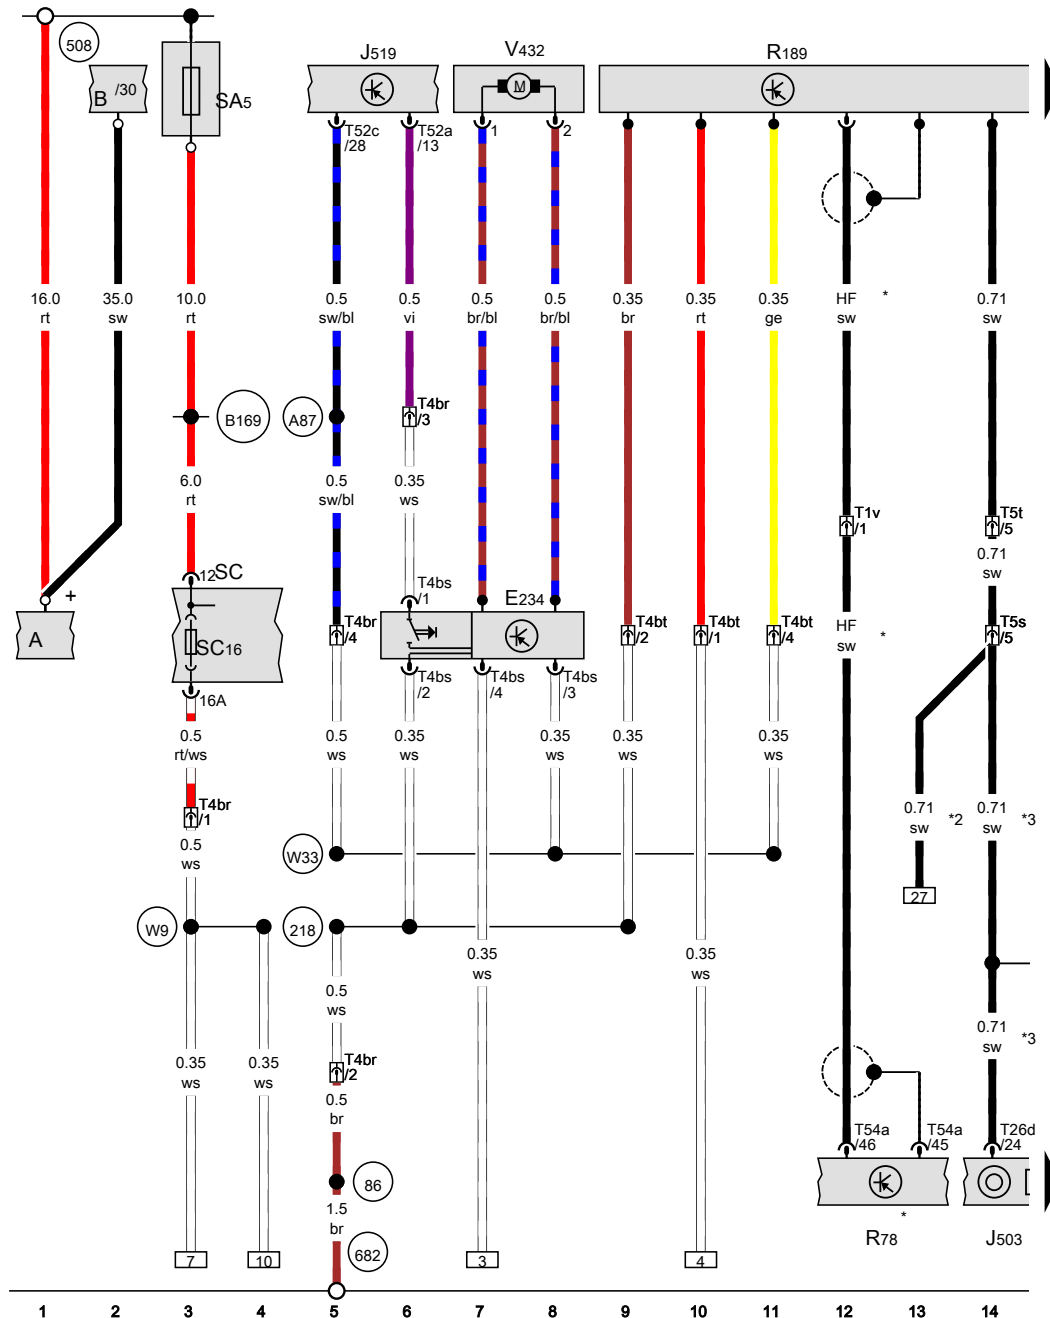 508
B /30
SA5
J519
V432
R189
M
T52c
/28
T52a
/13
1
2
16.0
rt
35.0
sw
10.0
rt
0.5
sw/bl
0.5
vi
0.5
br/bl
0.5
br/bl
0.35
br
0.35
rt
0.35
ge
HF
sw
*
0.71
sw
B169
A87
T4br
/3
6.0
rt
0.5
sw/bl
0.35
ws
T1v
/1
T5t
/5
0.71
sw
12
SC
T4bs
/1
E234
+
A
SC16
T4br
/4
T4bt
/2
T4bt
/1
T4bt
/4
HF
sw
*
T5s
/5
16A
T4bs
/2
T4bs
/4
T4bs
/3
0.5
rt/ws
0.5
ws
0.35
ws
0.35
ws
0.35
ws
0.35
ws
T4br
/1
0.71
sw
*2
0.71
sw
*3
0.5
ws
W33
27
W9
218
0.35
ws
0.35
ws
0.5
ws
0.71
sw
*3
0.35
ws
0.35
ws
T4br
/2
0.5
br
T54a
/46
T54a
/45
T26d
/24
86
1.5
br
*
R78
J503
682
7
10
3
4
1 2 3 4 5 6 7 8 9 10 11 12 13 14